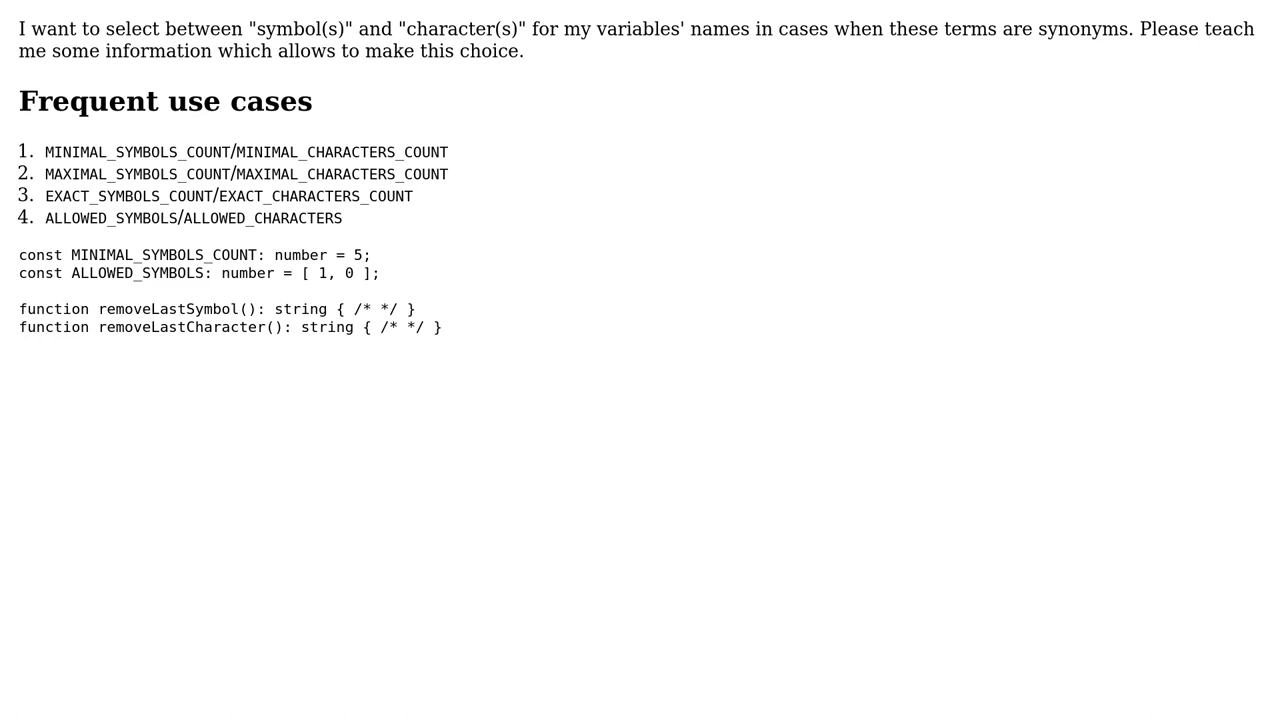 I want to select between "symbol(s)" and "character(s)" for my variables' names in cases when these terms are synonyms. Please teach
me some information which allows to make this choice.
Frequent use cases
1. MINIMAL_SYMBOLS_COUNT/MINIMAL_CHARACTERS_COUNT
2. MAXIMAL_SYMBOLS_COUNT/MAXIMAL_CHARACTERS_COUNT
3. EXACT_SYMBOLS_COUNT/EXACT_CHARACTERS_COUNT
4. ALLOWED_SYMBOLS/ALLOWED_CHARACTERS
const MINIMAL_SYMBOLS_COUNT: number = 5;
const ALLOWED_SYMBOLS: number = [ 1, 0 ];
function removeLastSymbol(): string { /* */ }
function removeLastCharacter(): string { /* */ }